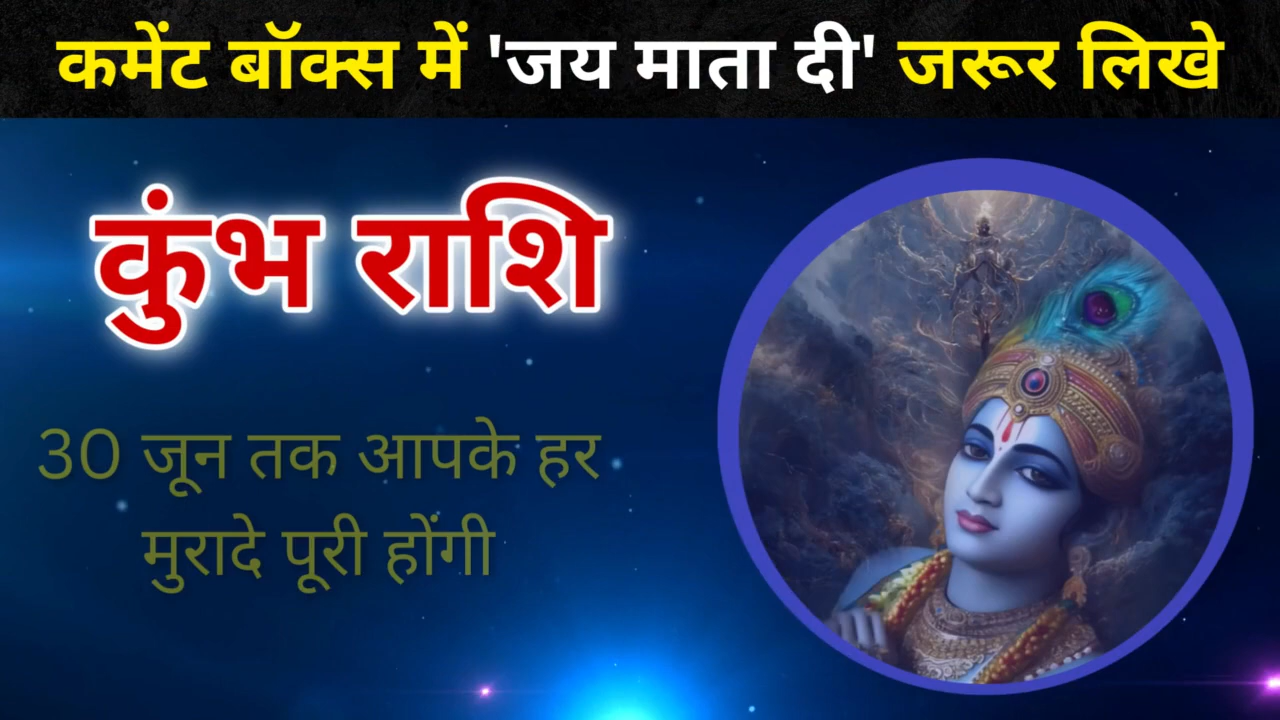 कमेंट बॉक्स में 'जय माता दी' जरूर लिखे
कुंभ राशि
30 जून तक आपके हर
मुरादे पूरी होंगी